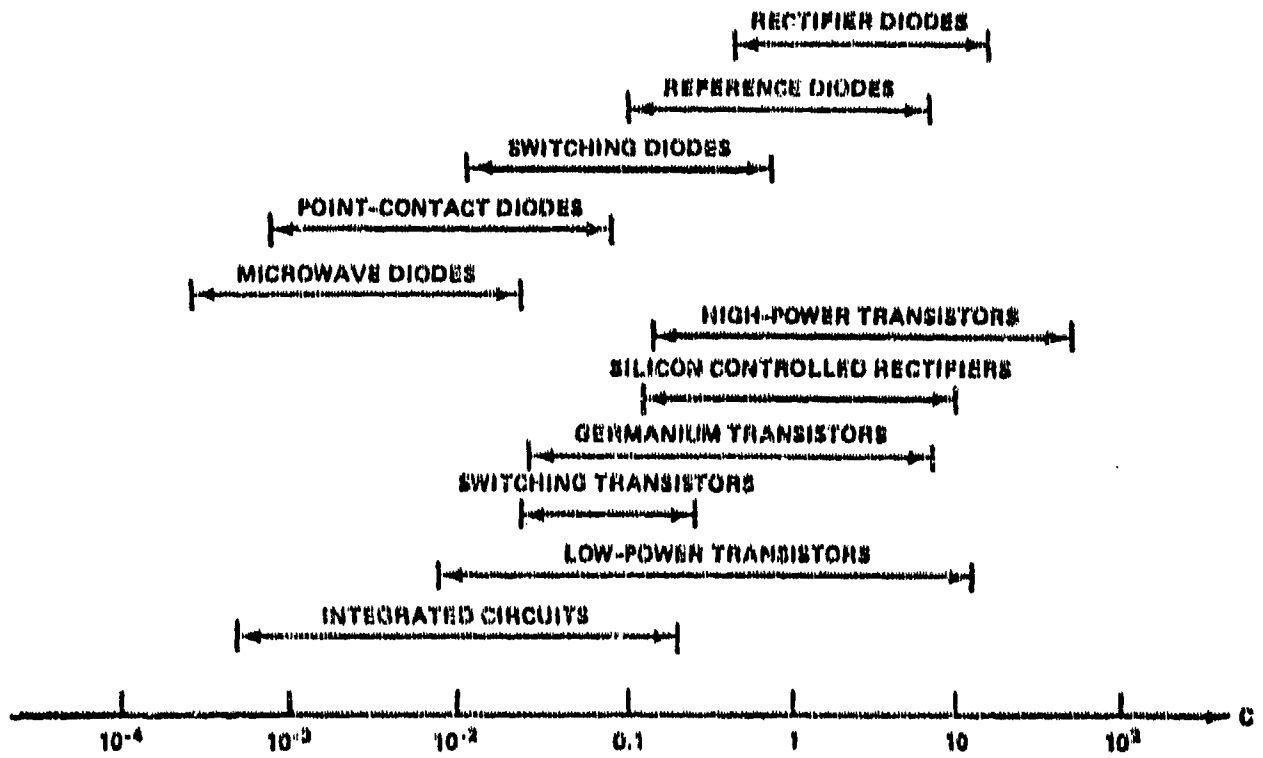 RECTIFIER DIODES
REFERENCE DIODES
SWITCHING DIODES
POINT-CONTACT DIODES
MICROWAVE DIODES
HIGH-POWER TRANSISTORS
SILICON CONTROLLED RECTIFIERS
GERMANIUM TRANSISTORS
SWITCHING TRANSISTORS
LOW-POWER TRANSISTORS
INTEGRATED CIRCUITS
C
10⁻⁴ 10⁻³ 10⁻² 0.1 1 10 10²